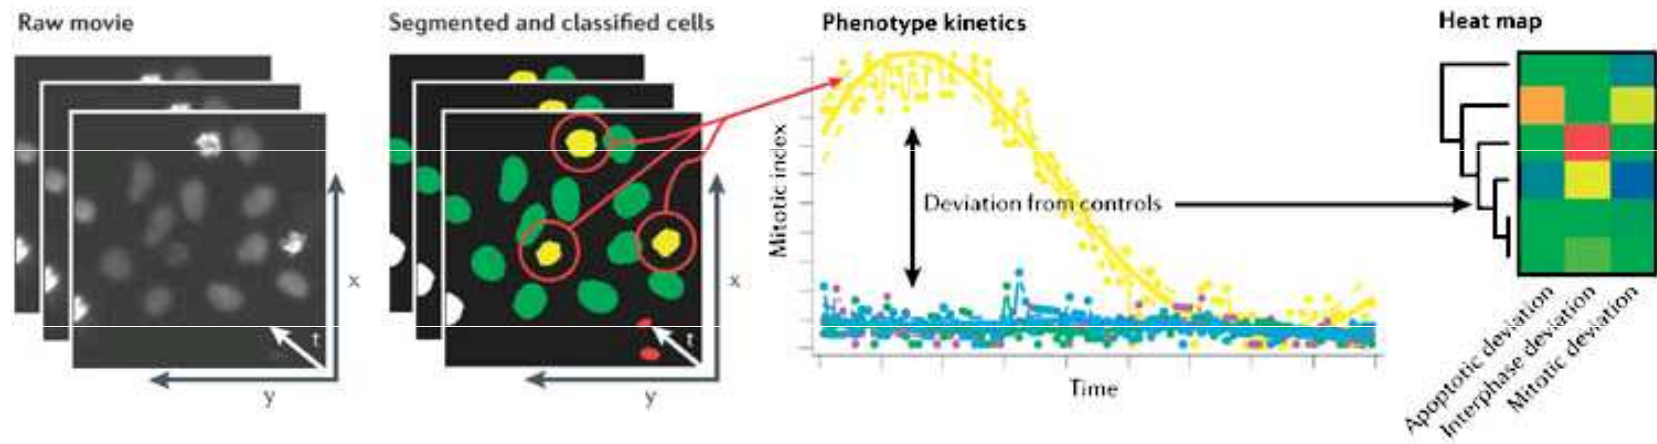 Raw movie
Segmented and classified cells
Phenotype kinetics
Heat map
x
y
t
x
y
t
Mitotic index
Deviation from controls
Time
Apoptotic deviation
Interphase deviation
Mitotic deviation